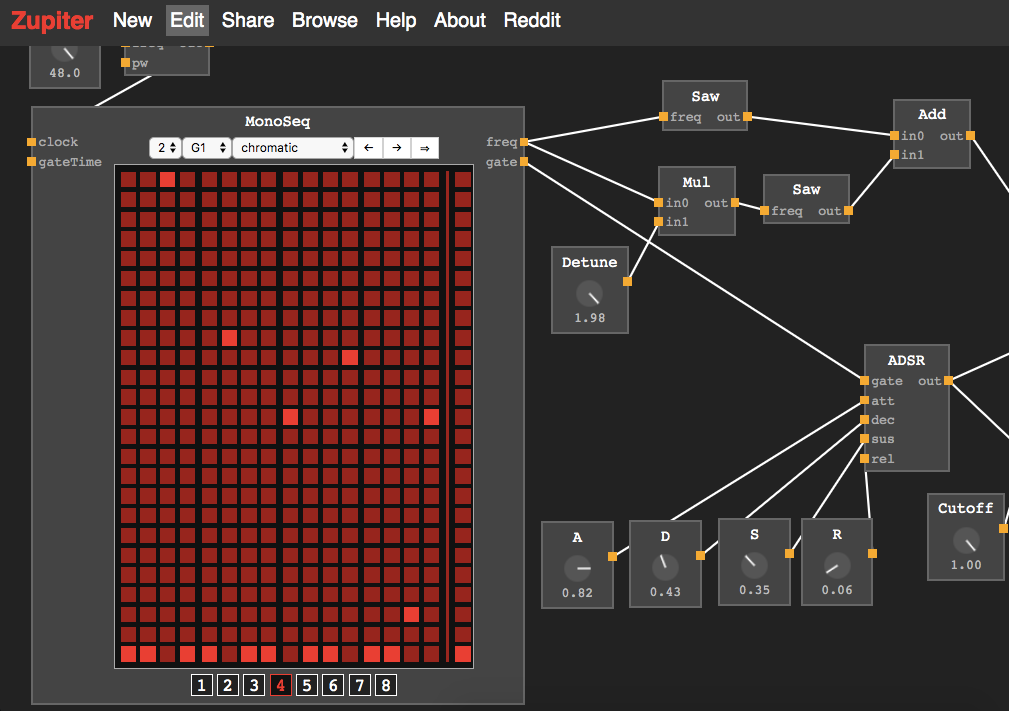 Zupiter New Edit Share Browse Help About Reddit
48.0
pw
MonoSeq
clock
gateTime
2 G1 chromatic ← → ⇒
freq
gate
1 2 3 4 5 6 7 8
Saw
freq out
Mul
in0 out
in1
Saw
freq out
Add
in0 out
in1
Detune
1.98
ADSR
gate out
att
dec
sus
rel
A
0.82
D
0.43
S
0.35
R
0.06
Cutoff
1.00